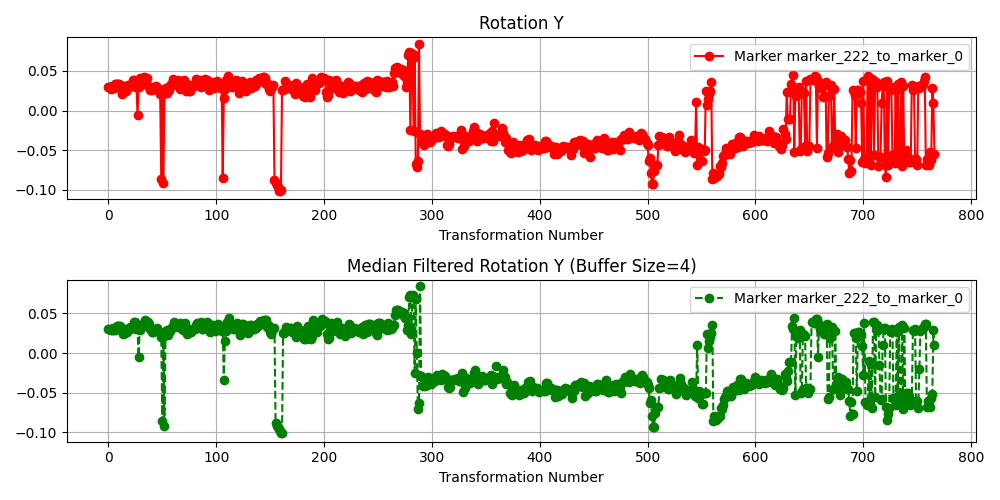 Rotation Y
Marker marker_222_to_marker_0
0.05
0.00
−0.05
−0.10
0 100 200 300 400 500 600 700 800
Transformation Number
Median Filtered Rotation Y (Buffer Size=4)
Marker marker_222_to_marker_0
0.05
0.00
−0.05
−0.10
0 100 200 300 400 500 600 700 800
Transformation Number